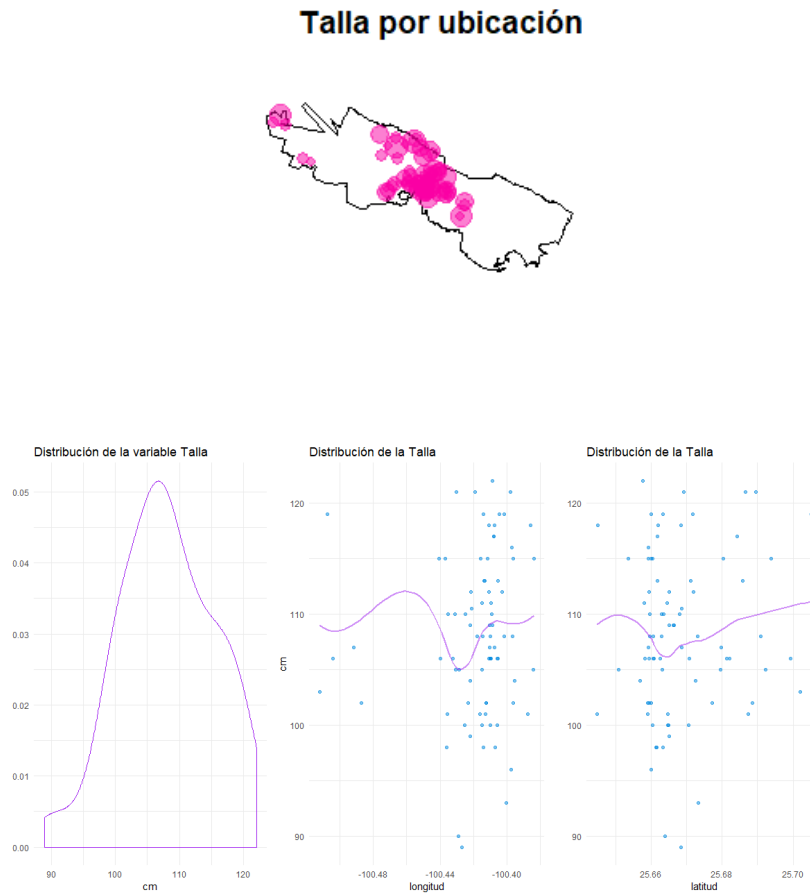 Talla por ubicación
Distribución de la variable Talla
0.05
0.04
0.03
0.02
0.01
0.00
90 100 110 120
cm
Distribución de la Talla
120
110
cm
100
90
-100.48 -100.44 -100.40
longitud
Distribución de la Talla
120
110
100
90
25.66 25.68 25.70
latitud